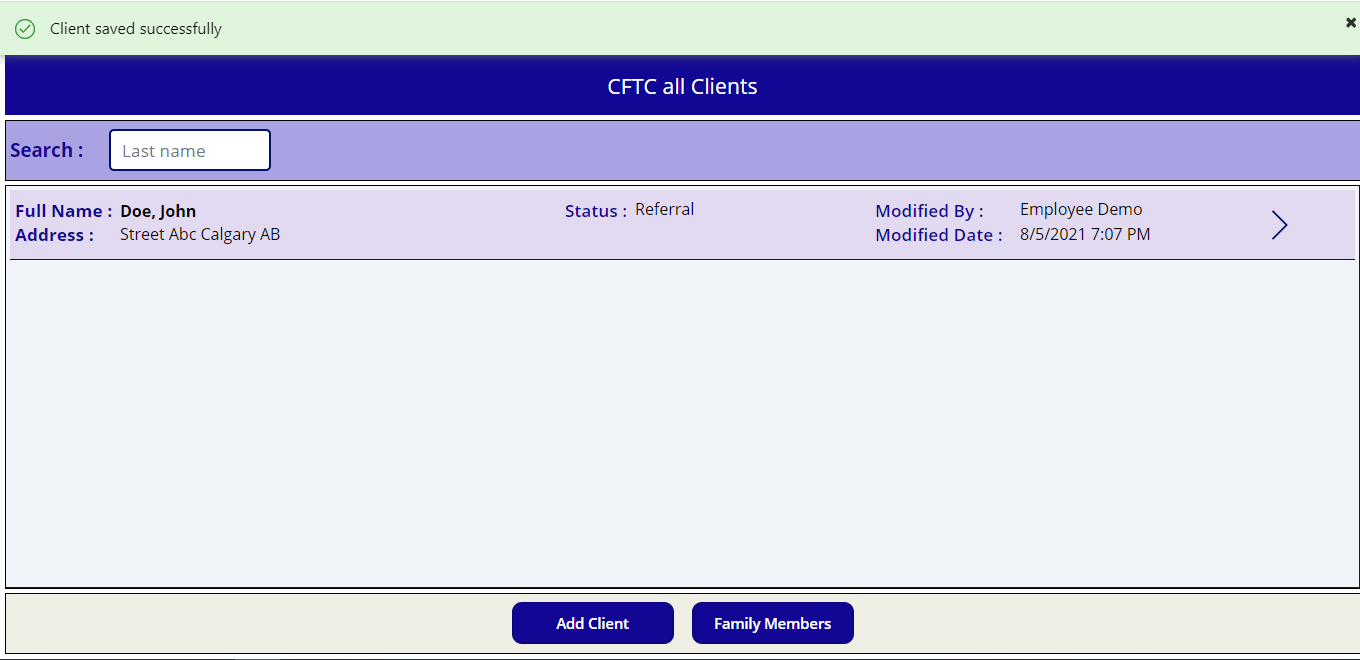 Client saved successfully
CFTC all Clients
Search :
Last name
Full Name : Doe, John Status : Referral Modified By : Employee Demo
Address : Street Abc Calgary AB Modified Date : 8/5/2021 7:07 PM
Add Client Family Members